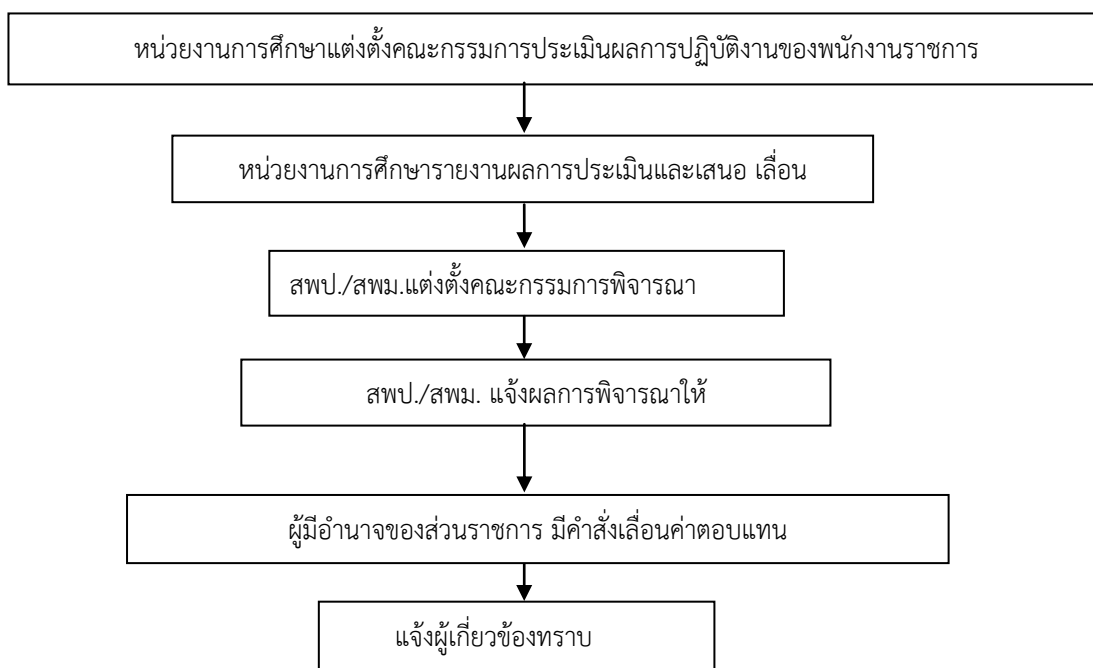 หน่วยงานการศึกษาแต่งตั้งคณะกรรมการประเมินผลการปฏิบัติงานของพนักงานราชการ
หน่วยงานการศึกษารายงานผลการประเมินและเสนอ เลื่อน
สพป./สพม.แต่งตั้งคณะกรรมการพิจารณา
สพป./สพม. แจ้งผลการพิจารณาให้
ผู้มีอำนาจของส่วนราชการ มีคำสั่งเลื่อนค่าตอบแทน
แจ้งผู้เกี่ยวข้องทราบ